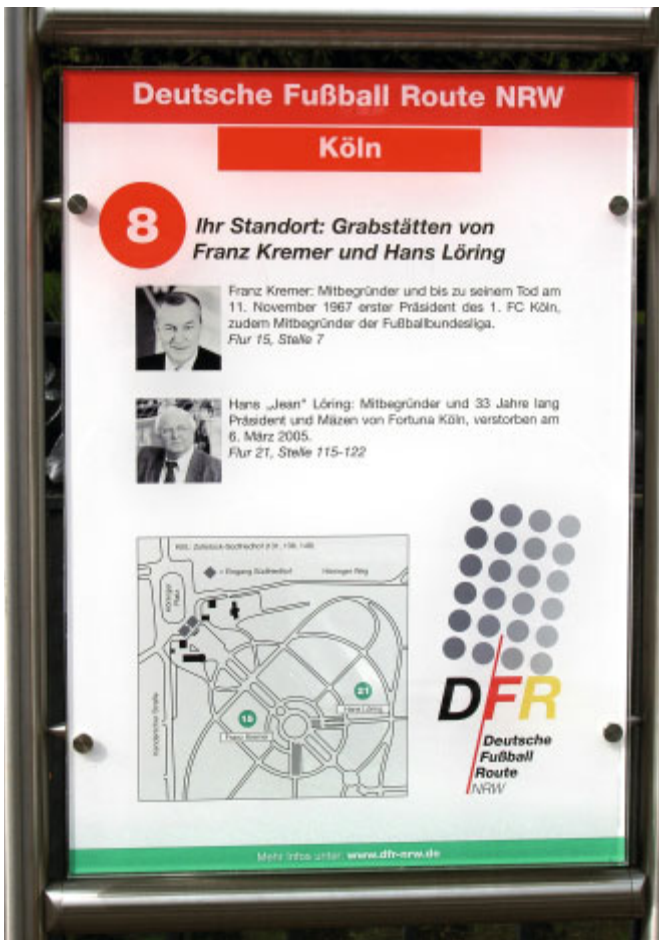 Deutsche Fußball Route NRW
Köln
8
Ihr Standort: Grabstätten von
Franz Kremer und Hans Löring
Franz Kremer: Mitbegründer und bis zu seinem Tod am
11. November 1967 erster Präsident des 1. FC Köln,
zudem Mitbegründer der Fußballbundesliga.
Flur 15, Stelle 7
Hans „Jean" Löring: Mitbegründer und 33 Jahre lang
Präsident und Mäzen von Fortuna Köln, verstorben am
6. März 2005.
Flur 21, Stelle 115-122
= Eingang Südfriedhof
Höninger Weg
Höninger
Platz
21
Hans Löring
15
Franz Kremer
DFR
Deutsche
Fußball
Route
NRW
Mehr Infos unter: www.dfr-nrw.de